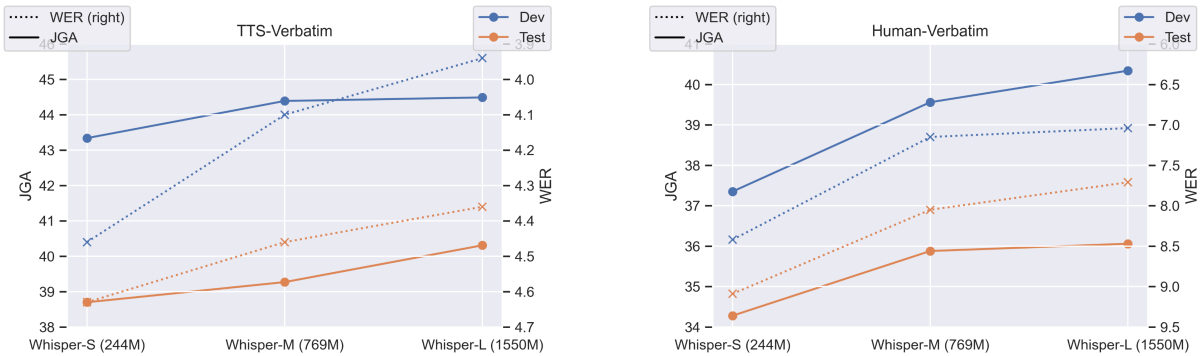 WER (right)
JGA
TTS-Verbatim
Dev
Test
46
45
44
43
42
41
40
39
38
JGA
3.9
4.0
4.1
4.2
4.3
4.4
4.5
4.6
4.7
WER
Whisper-S (244M) Whisper-M (769M) Whisper-L (1550M)
WER (right)
JGA
Human-Verbatim
Dev
Test
41
40
39
38
37
36
35
34
JGA
6.0
6.5
7.0
7.5
8.0
8.5
9.0
9.5
WER
Whisper-S (244M) Whisper-M (769M) Whisper-L (1550M)